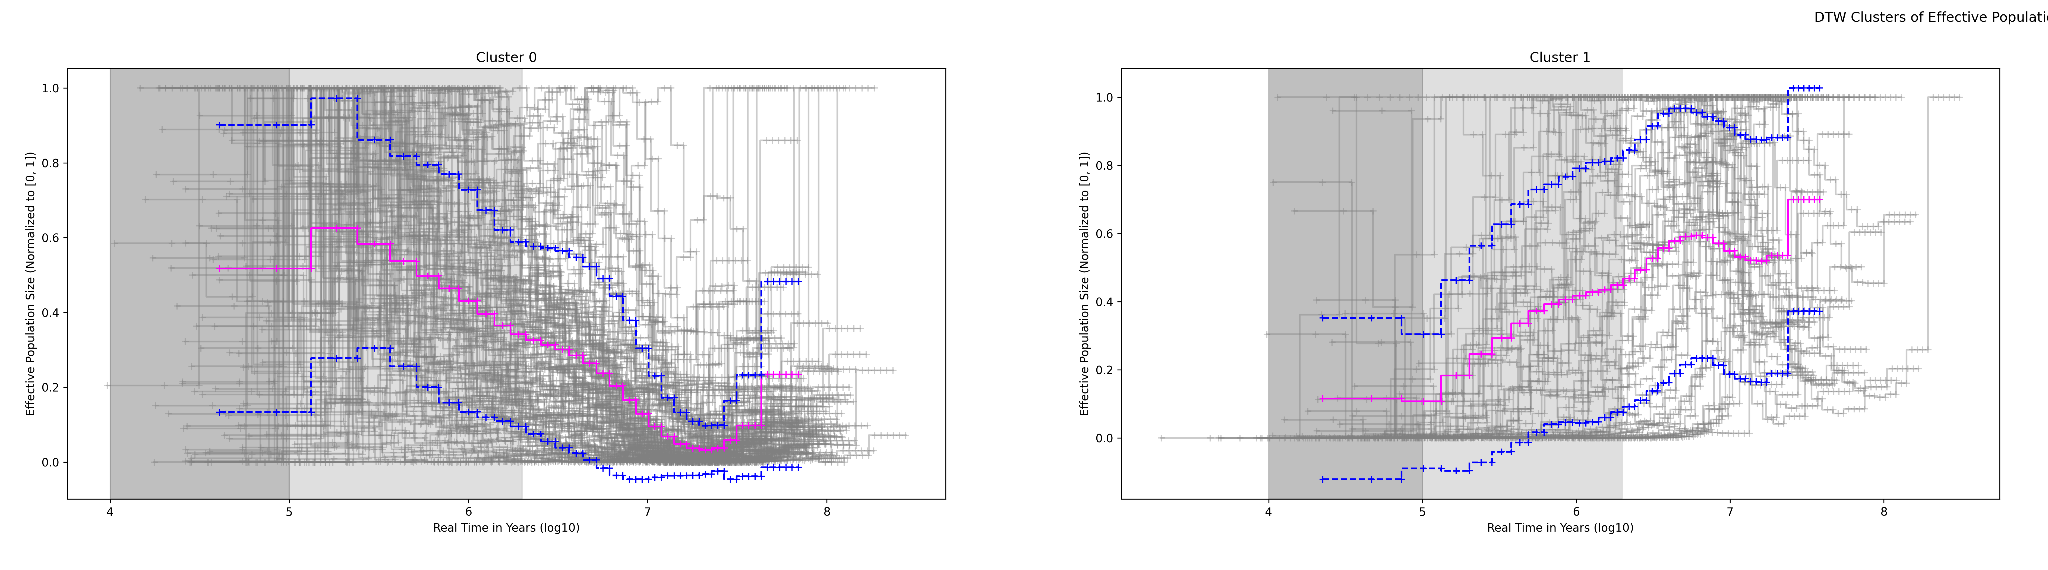 DTW Clusters of Effective
Cluster 0
Effective Population Size (Normalized to [0, 1])
1.0
0.8
0.6
0.4
0.2
0.0
4 5 6 7 8
Real Time in Years (log10)
Cluster 1
Effective Population Size (Normalized to [0, 1])
1.0
0.8
0.6
0.4
0.2
0.0
4 5 6 7 8
Real Time in Years (log10)